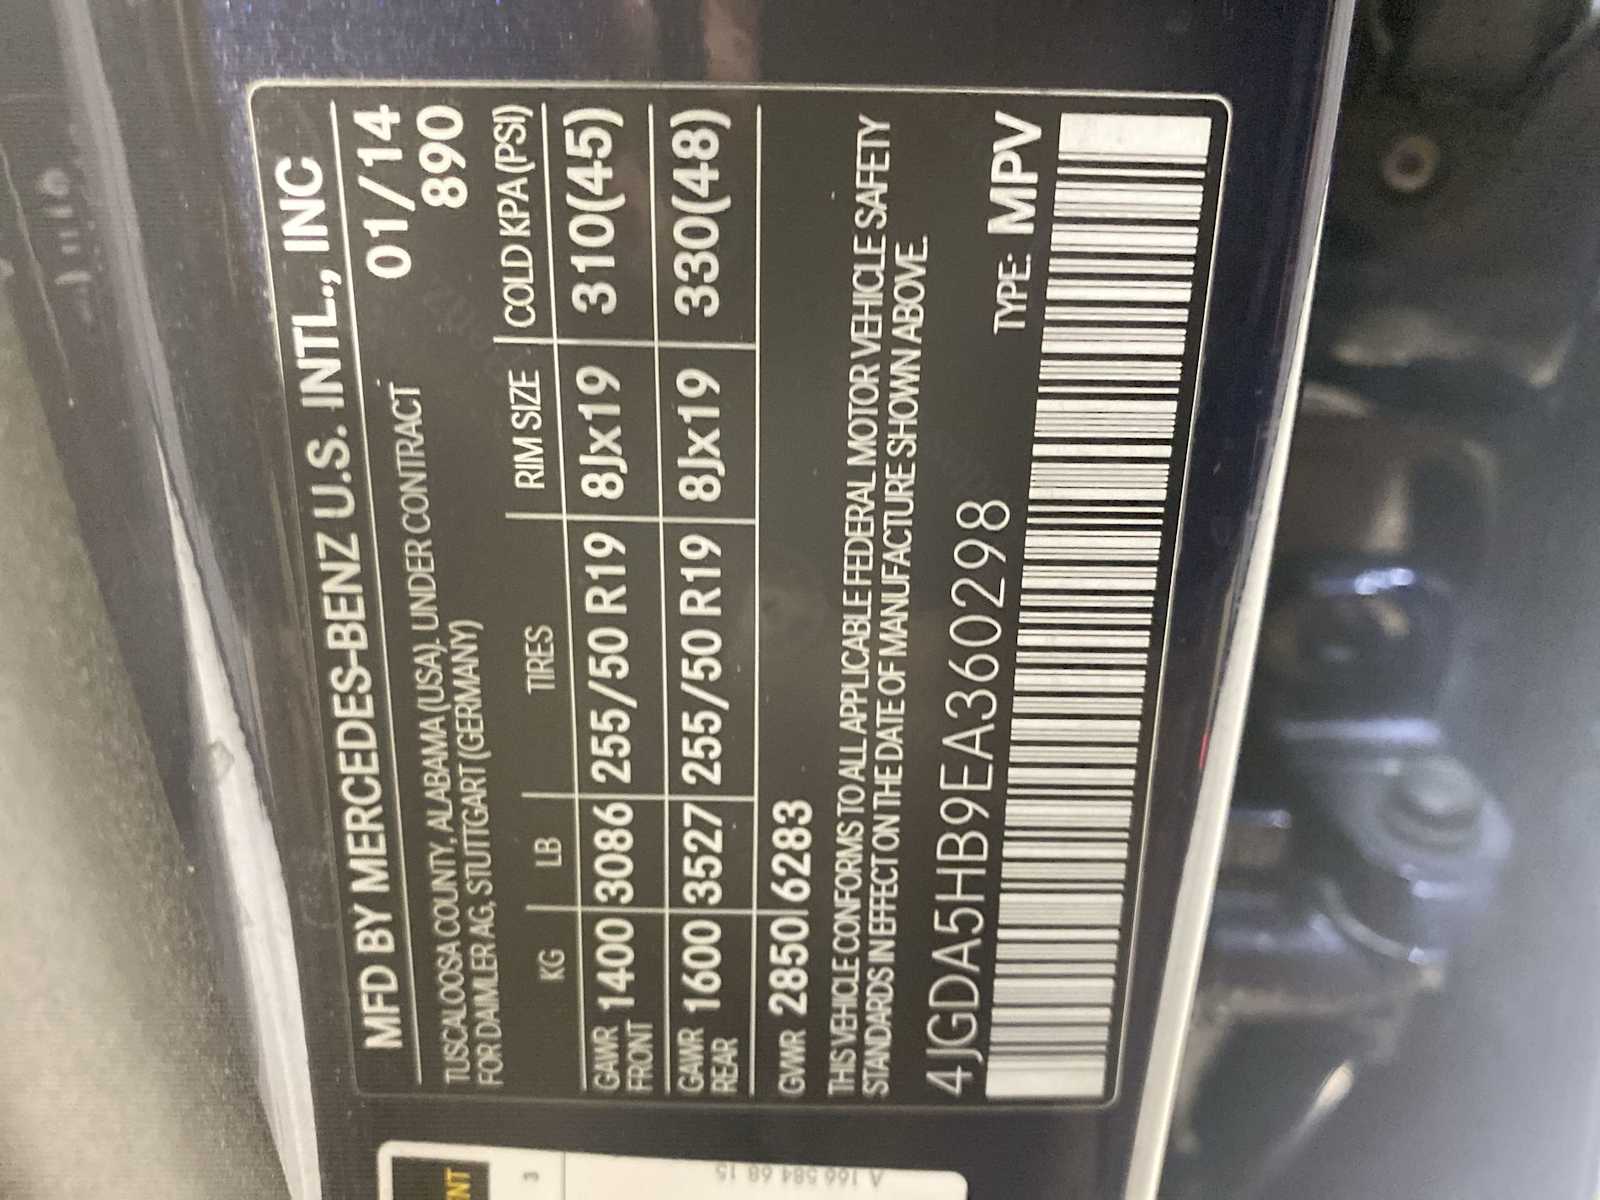 MFD BY MERCEDES-BENZ U.S. INTL., INC
TUSCALOOSA COUNTY, ALABAMA (USA). UNDER CONTRACT 01/14
FOR DAIMLER AG, STUTTGART (GERMANY) 890
KG LB TIRES RIM SIZE COLD KPA (PSI)
GAWR FRONT 1400 3086 255/50 R19 8Jx19 310(45)
GAWR REAR 1600 3527 255/50 R19 8Jx19 330(48)
GVWR 2850 6283
THIS VEHICLE CONFORMS TO ALL APPLICABLE FEDERAL MOTOR VEHICLE SAFETY
STANDARDS IN EFFECT ON THE DATE OF MANUFACTURE SHOWN ABOVE.
4JGDA5HB9EA360298 TYPE: MPV
3
A 166 584 68 15